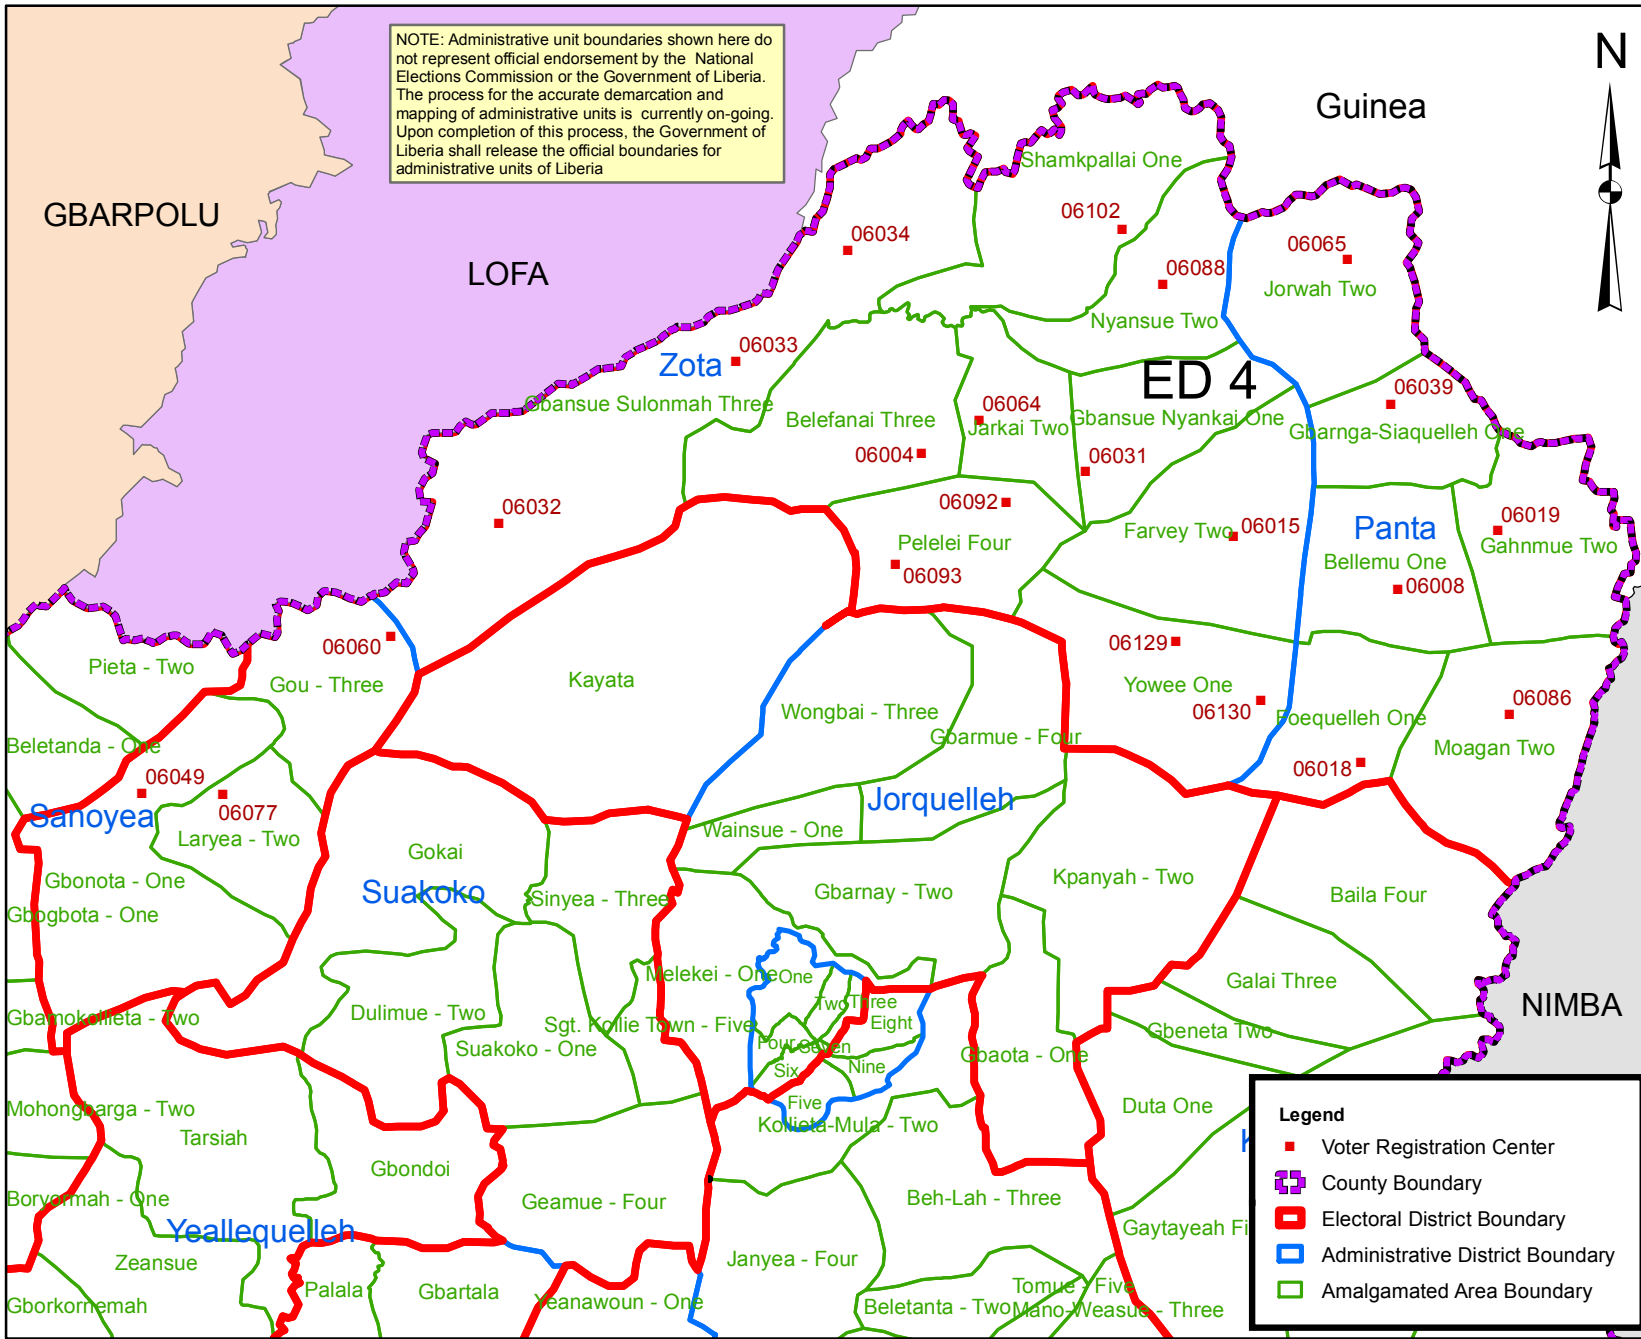 NOTE: Administrative unit boundaries shown here do
not represent official endorsement by the National
Elections Commission or the Government of Liberia.
The process for the accurate demarcation and
mapping of administrative units is currently on-going.
Upon completion of this process, the Government of
Liberia shall release the official boundaries for
administrative units of Liberia
N
Guinea
GBARPOLU
LOFA
Shamkpallai One
06102
06034
06065
06088
Jorwah Two
Nyansue Two
06033
Zota
ED 4
06039
Gbansue Sulonmah Three
Belefanai Three
06064
Jarkai Two
Gbansue Nyankai One
Gbarnga-Siaquelleh One
06004
06031
06032
06092
06019
Farvey Two
06015
Panta
Pelelei Four
Gahnmue Two
Bellemu One
06093
06008
06060
06129
Pieta - Two
Gou - Three
Kayata
Yowee One
06086
Wongbai - Three
06130
Foequelleh One
Gbarmue - Four
Beletanda - One
Moagan Two
06049
06018
06077
Jorquelleh
Sanoyea
Wainsue - One
Laryea - Two
Gokai
Gbonota - One
Suakoko
Gbarnay - Two
Kpanyah - Two
Sinyea - Three
Baila Four
Gbogbota - One
Melekei - One
One
Galai Three
Two
Three
NIMBA
Gbamokollieta - Two
Dulimue - Two
Sgt. Kollie Town - Five
Eight
Gbeneta Two
Suakoko - One
Four
Seven
Gbaota - One
Six
Nine
Mohongbarga - Two
Five
Duta One
Tarsiah
Kollieta-Mula - Two
K
Gbondoi
Boryormah - One
Geamue - Four
Beh-Lah - Three
Yeallequelleh
Gaytayeah Fi
Zeansue
Janyea - Four
Palala
Gbartala
Tomue - Five
Gborkornemah
Yeanawoun - One
Beletanta - Two
Mano-Weasue - Three
Legend
Voter Registration Center
County Boundary
Electoral District Boundary
Administrative District Boundary
Amalgamated Area Boundary